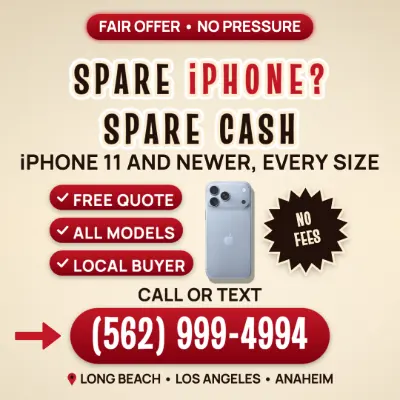 FAIR OFFER • NO PRESSURE
SPARE iPHONE?
SPARE CASH
iPHONE 11 AND NEWER, EVERY SIZE
FREE QUOTE
ALL MODELS
LOCAL BUYER
NO
FEES
CALL OR TEXT
(562) 999-4994
LONG BEACH • LOS ANGELES • ANAHEIM